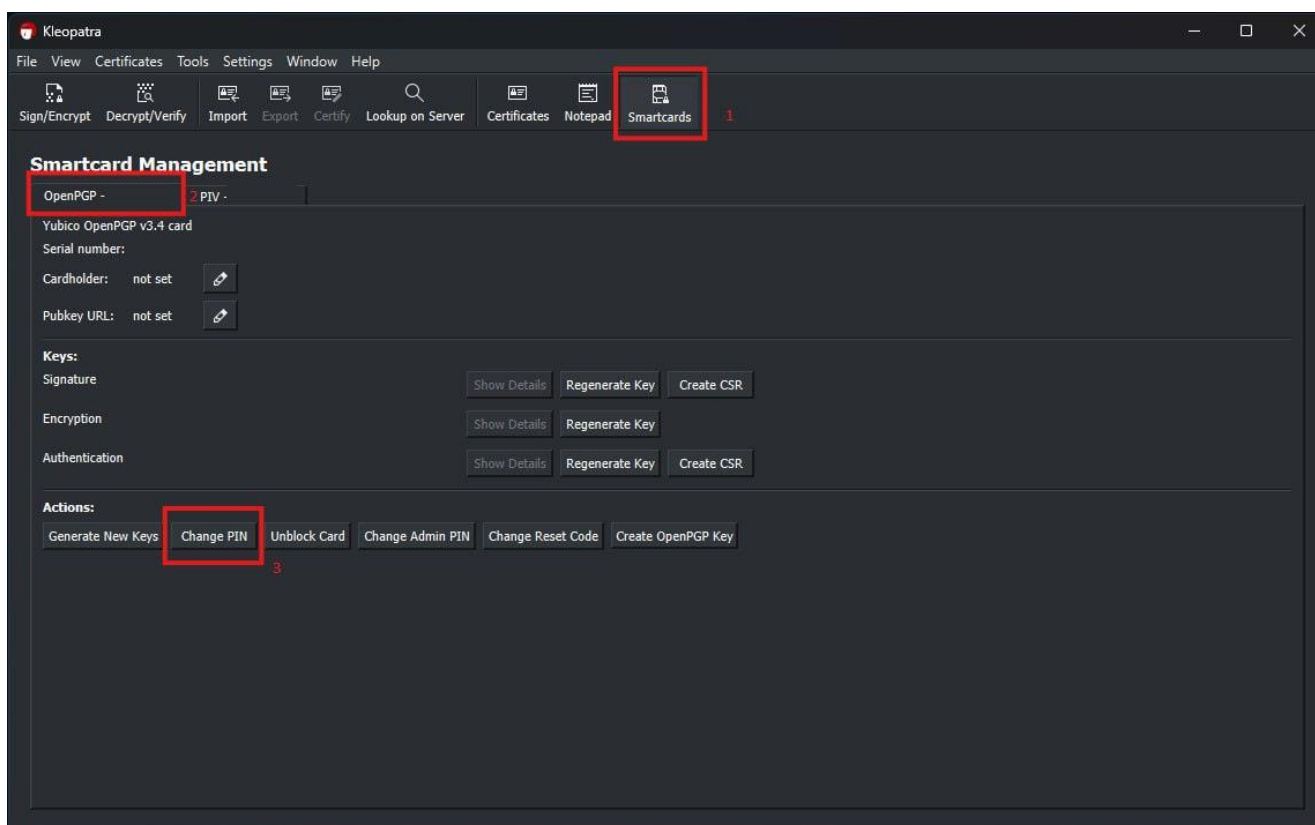 Kleopatra
File View Certificates Tools Settings Window Help
Sign/Encrypt Decrypt/Verify Import Export Certify Lookup on Server Certificates Notepad Smartcards 1
Smartcard Management
OpenPGP - 2 PIV -
Yubico OpenPGP v3.4 card
Serial number:
Cardholder: not set
Pubkey URL: not set
Keys:
Signature Show Details Regenerate Key Create CSR
Encryption Show Details Regenerate Key
Authentication Show Details Regenerate Key Create CSR
Actions:
Generate New Keys Change PIN Unblock Card Change Admin PIN Change Reset Code Create OpenPGP Key
3